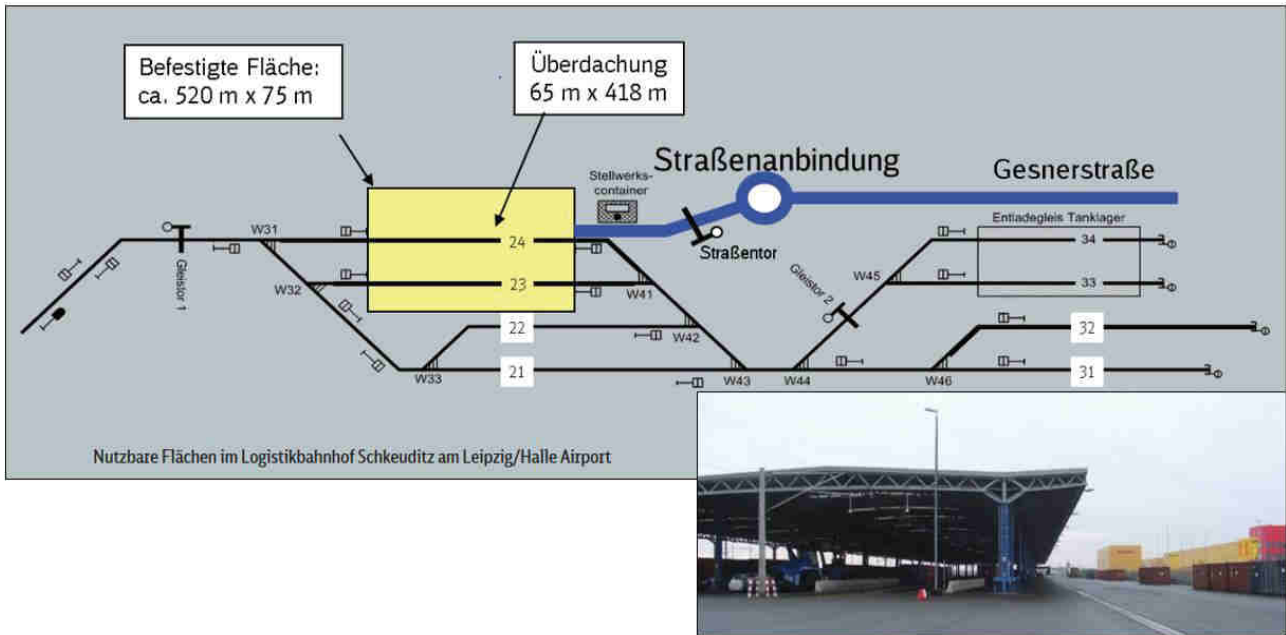 Befestigte Fläche:
ca. 520 m x 75 m
Überdachung
65 m x 418 m
Straßenanbindung
Gesnerstraße
Stellwerks-
container
Straßentor
Entladegleis Tanklager
Gleistor 1
Gleistor 2
W31
W32
W33
W41
W42
W43
W44
W45
W46
24
23
22
21
34
33
32
31
Nutzbare Flächen im Logistikbahnhof Schkeuditz am Leipzig/Halle Airport